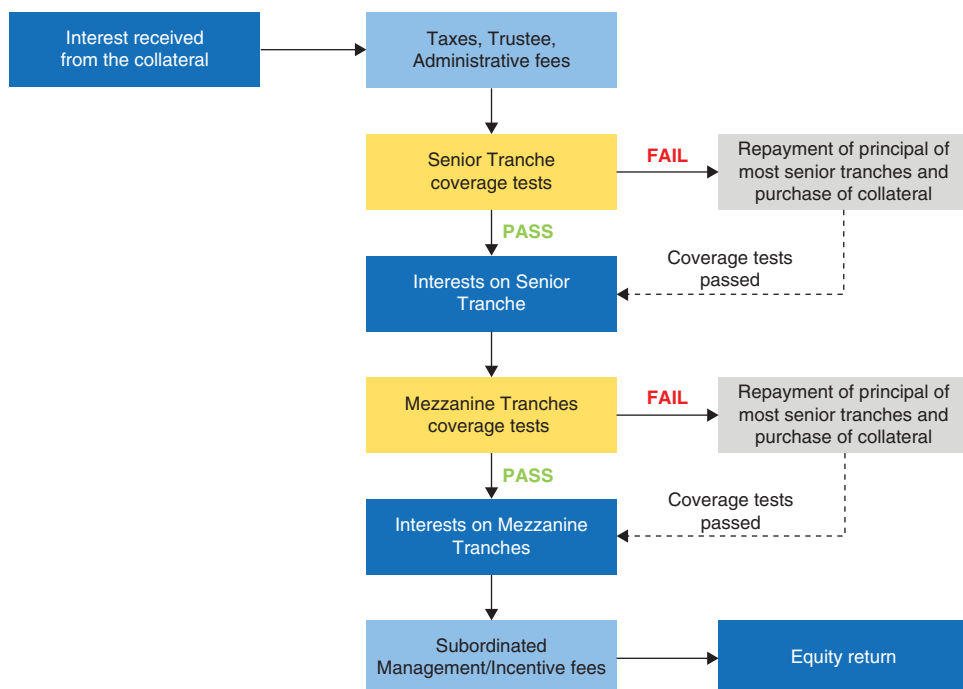 Interest received
from the collateral
Taxes, Trustee,
Administrative fees
Senior Tranche
coverage tests
FAIL
Repayment of principal of
most senior tranches and
purchase of collateral
PASS
Coverage tests
passed
Interests on Senior
Tranche
Mezzanine Tranches
coverage tests
FAIL
Repayment of principal of
most senior tranches and
purchase of collateral
PASS
Coverage tests
passed
Interests on Mezzanine
Tranches
Subordinated
Management/Incentive fees
Equity return